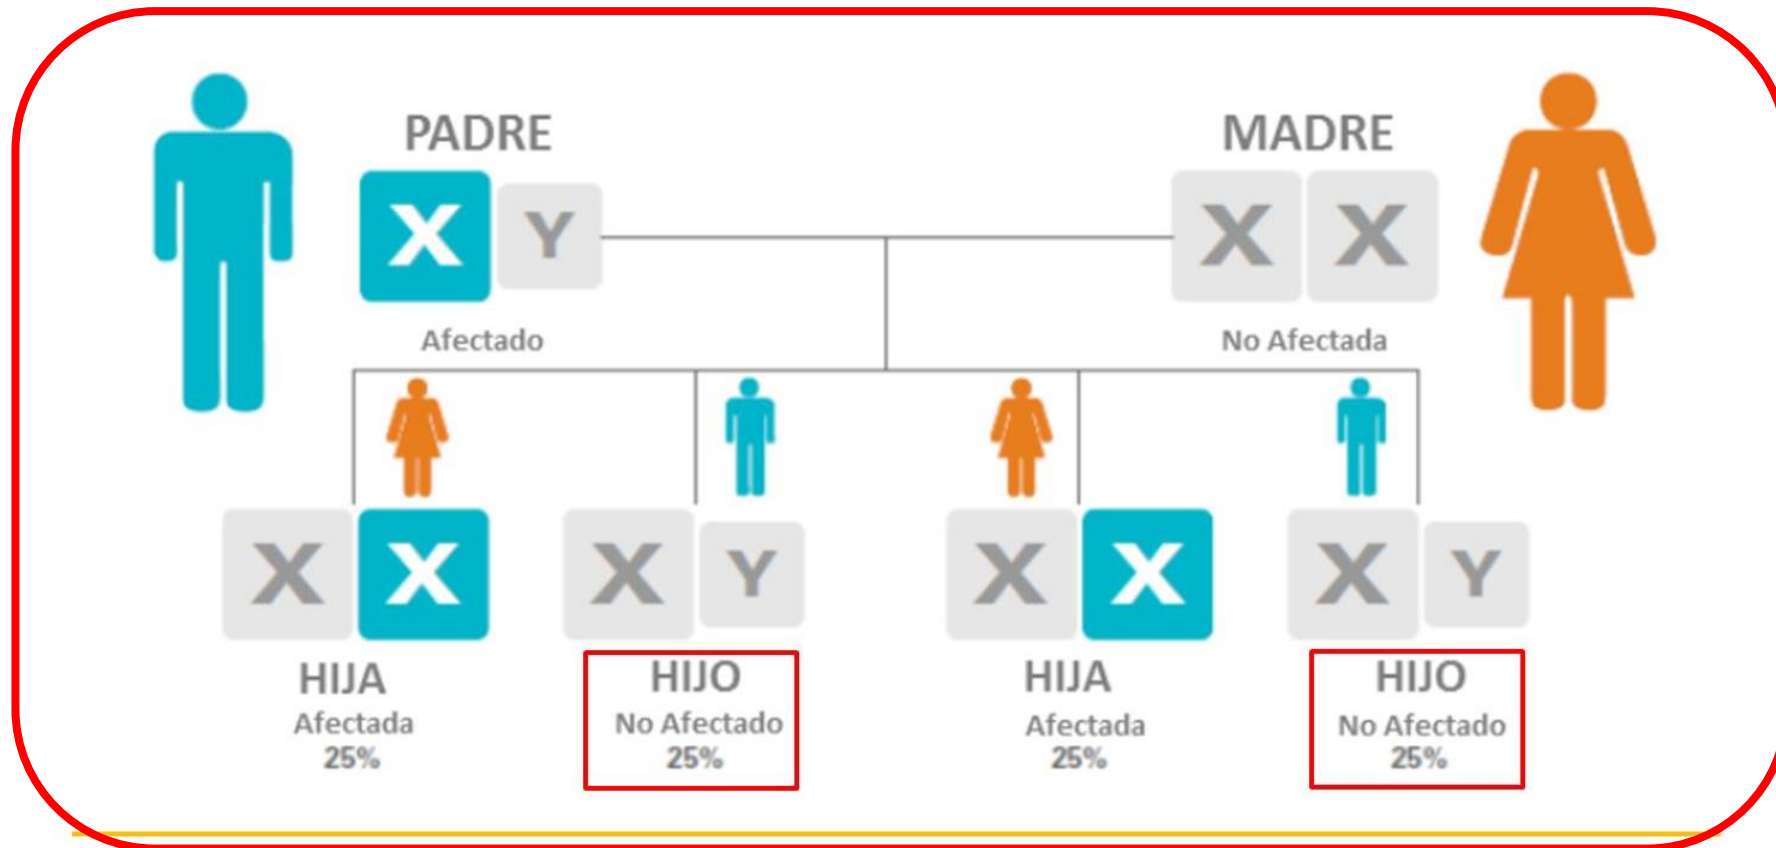 PADRE
MADRE
X Y
X X
Afectado
No Afectada
X X
X Y
X X
X Y
HIJA
Afectada
25%
HIJO
No Afectado
25%
HIJA
Afectada
25%
HIJO
No Afectado
25%